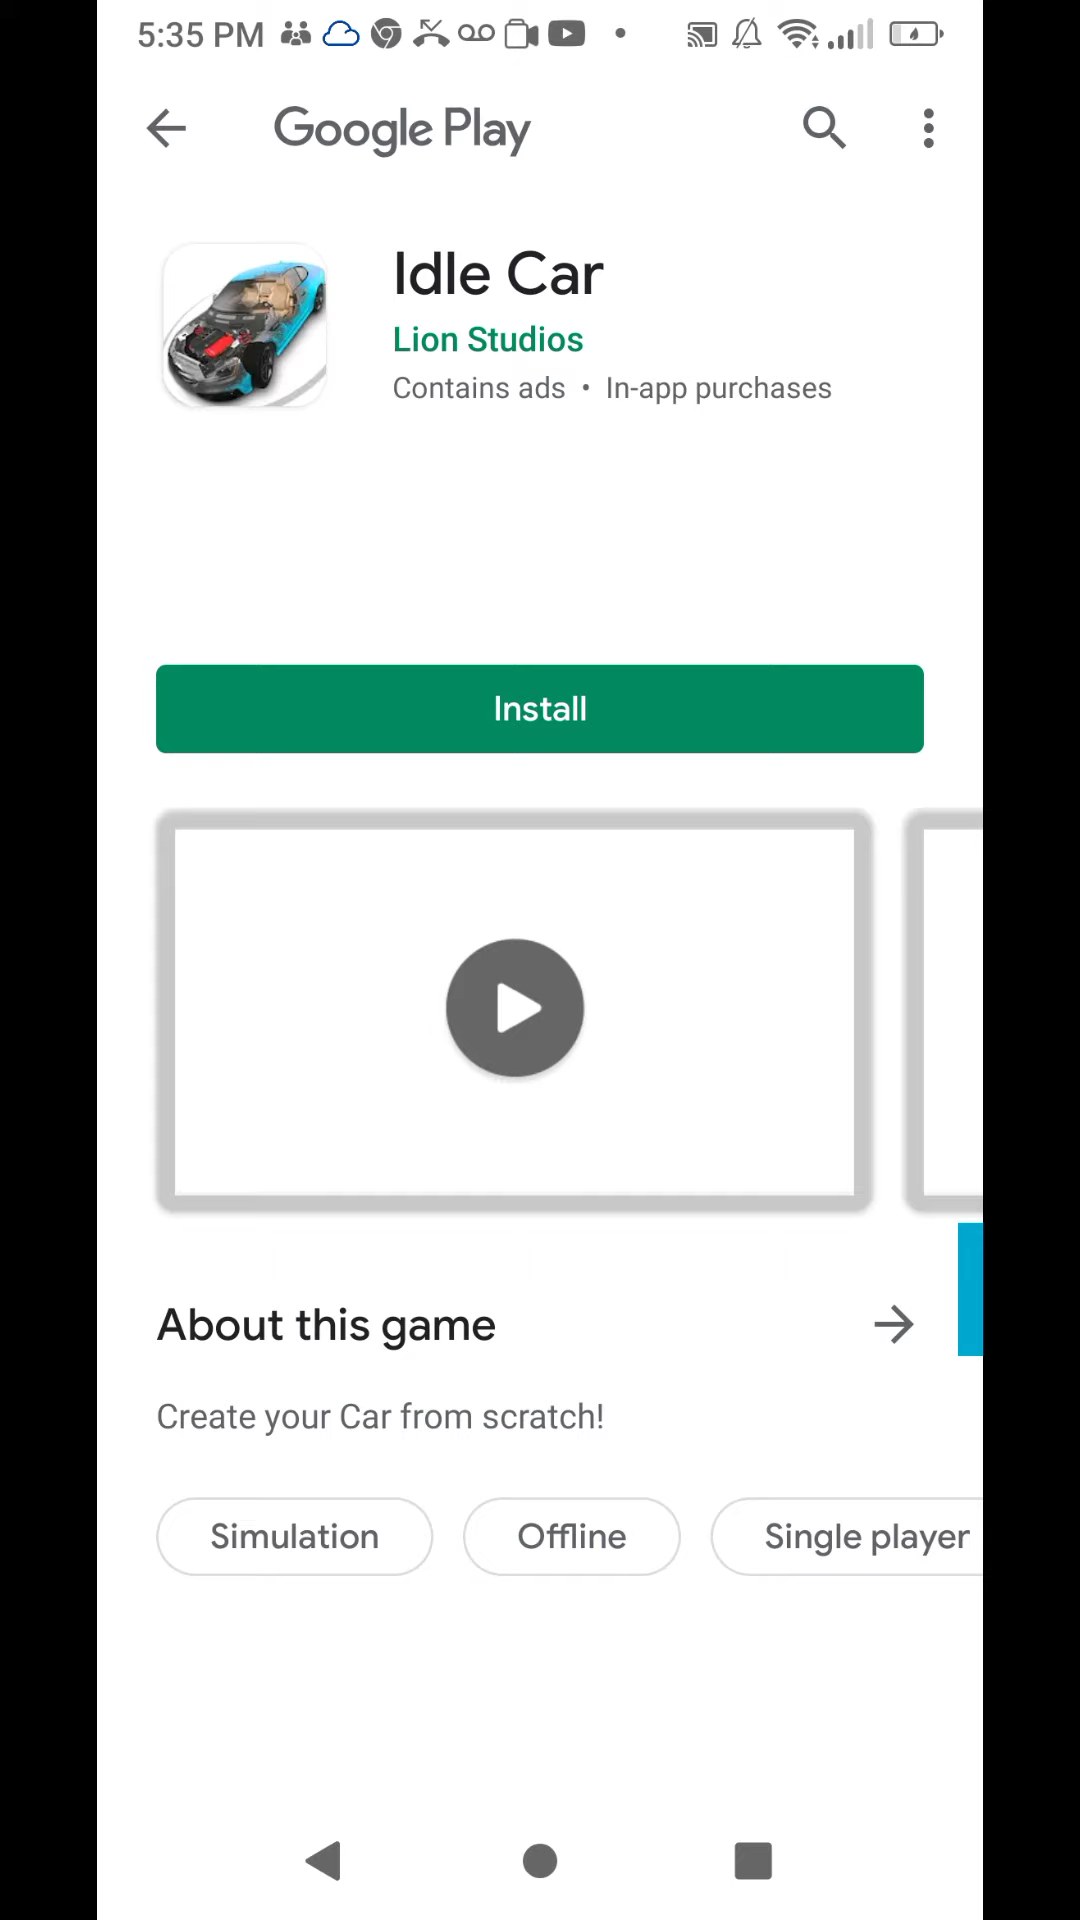 5:35 PM
Google Play
Idle Car
Lion Studios
Contains ads • In-app purchases
Install
About this game
Create your Car from scratch!
Simulation
Offline
Single player